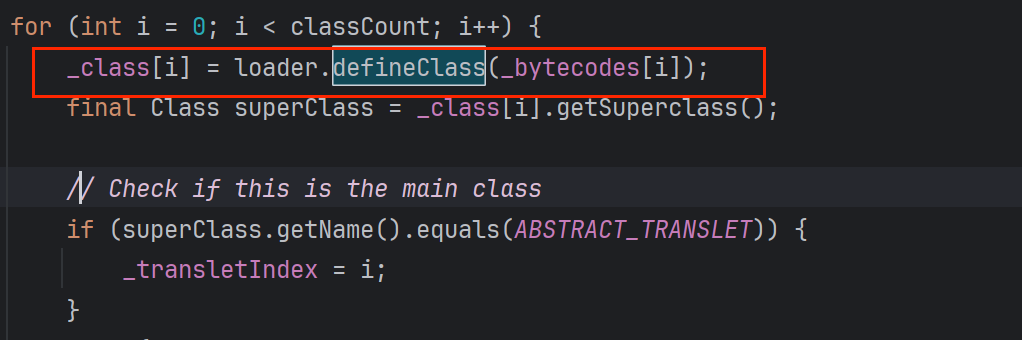 for (int i = 0; i < classCount; i++) {
_class[i] = loader.defineClass(_bytecodes[i]);
final Class superClass = _class[i].getSuperclass();
// Check if this is the main class
if (superClass.getName().equals(ABSTRACT_TRANSLET)) {
_transletIndex = i;
}